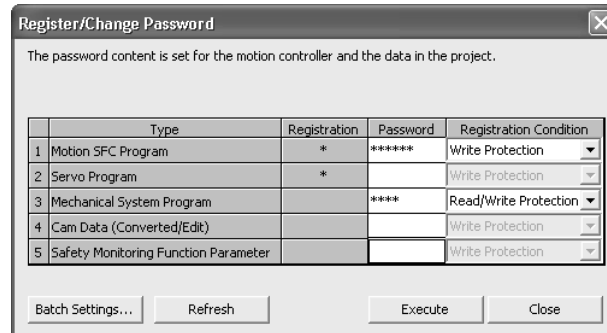 Register/Change Password
The password content is set for the motion controller and the data in the project.
Type Registration Password Registration Condition
1 Motion SFC Program * ****** Write Protection
2 Servo Program * Write Protection
3 Mechanical System Program **** Read/Write Protection
4 Cam Data (Converted/Edit) Write Protection
5 Safety Monitoring Function Parameter Write Protection
Batch Settings... Refresh Execute Close